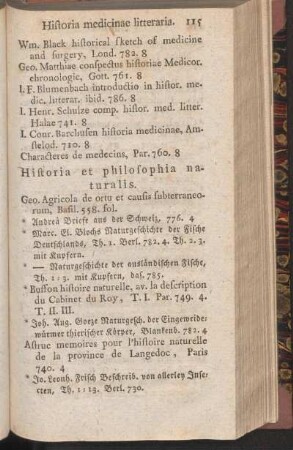 Historia medicinae litteraria. 115
Wm. Black historical sketch of medicine
and surgery, Lond. 782. 8
Geo. Matthiae conspectus historiae Medicor.
chronologic, Gott. 761. 8
I. F. Blumenbach introductio in histor. me-
dic. litterar. ibid. 786. 8
I. Henr. Schulze comp. histor. med. litter.
Halae 741. 8
I. Conr. Barchusen historia medicinae, Am-
stelod. 710. 8
Characteres de medecins, Par. 760. 8
Historia et philosophia na-
turalis.
Geo. Agricola de ortu et causis subterraneo-
rum, Basil. 558. fol.
* Andreä Briefe aus der Schweiz, 776. 4
* Marc. El. Blochs Naturgeschichte der Fische
Deutschlands, Th. 1. Berl. 782. 4. Th. 2. 3.
mit Kupfern.
* — Naturgeschichte der ausländischen Fische,
Th. 1 : 3. mit Kupfern, das. 785.
* Buffon histoire naturelle, av. la description
du Cabinet du Roy, T. I. Par. 749. 4.
T. II. III.
* Joh. Aug. Goeze Naturgesch. der Eingeweide-
würmer thierischer Körper, Blankenb. 782. 4
Astruc memoires pour l'histoire naturelle
de la province de Langedoc, Paris
740. 4
* Jo. Leonh. Frisch Beschreib. von allerley Inse-
cten, Th. 1 : 13. Berl. 730.